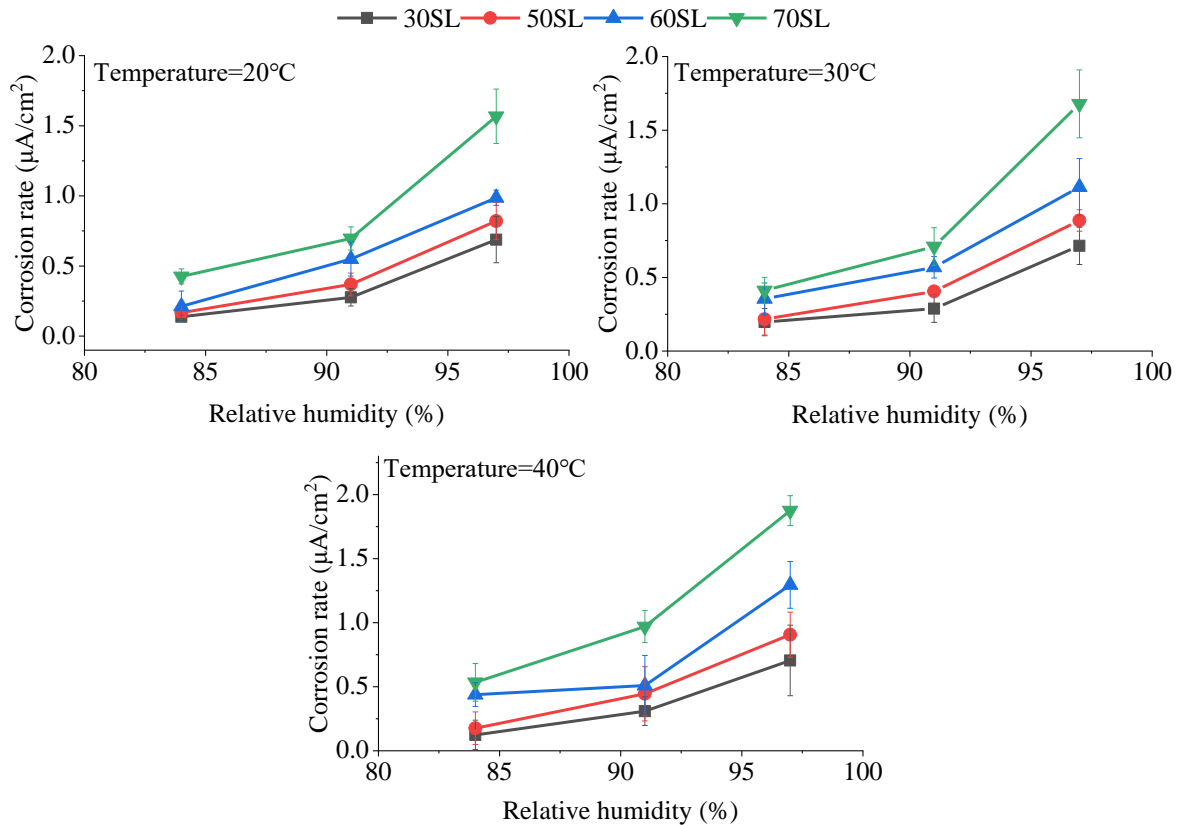 30SL 50SL 60SL 70SL
Temperature=20℃
2.0
1.5
1.0
0.5
0.0
Corrosion rate (μA/cm²)
80 85 90 95 100
Relative humidity (%)
Temperature=30℃
2.0
1.5
1.0
0.5
0.0
Corrosion rate (μA/cm²)
80 85 90 95 100
Relative humidity (%)
Temperature=40℃
2.0
1.5
1.0
0.5
0.0
Corrosion rate (μA/cm²)
80 85 90 95 100
Relative humidity (%)